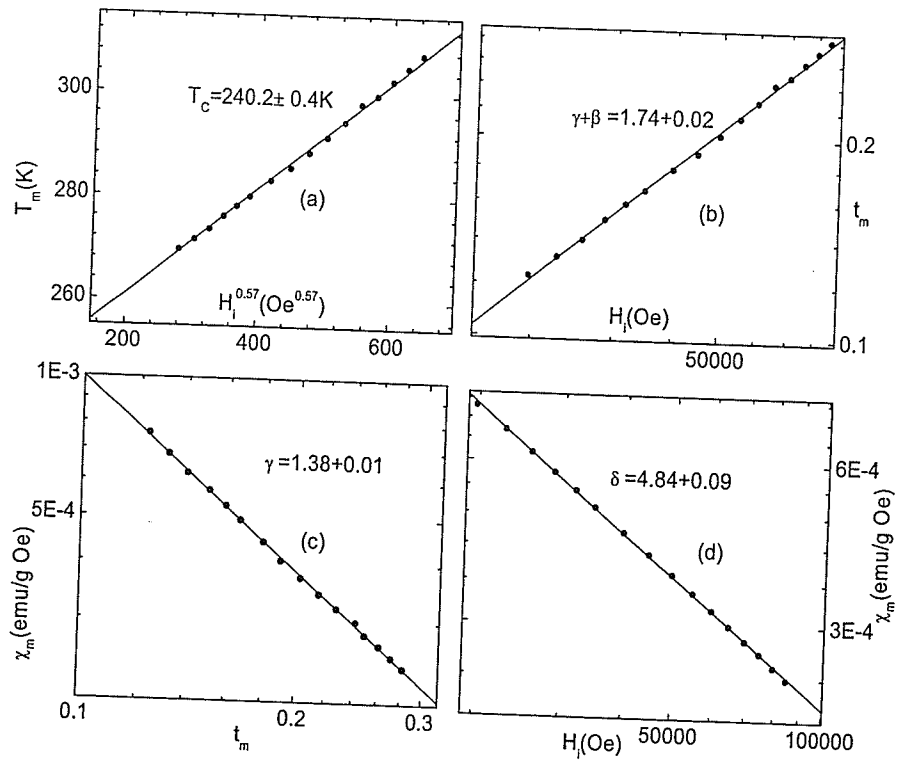 300
280
260
T_m(K)
T_C=240.2± 0.4K
(a)
H_i^0.57(Oe^0.57)
200 400 600
γ+β =1.74+0.02
(b)
H_i(Oe)
50000
0.2
t_m
0.1
1E-3
5E-4
χ_m(emu/g Oe)
γ =1.38+0.01
(c)
0.1 0.2 0.3
t_m
δ =4.84+0.09
(d)
6E-4
3E-4
χ_m(emu/g Oe)
H_i(Oe) 50000 100000